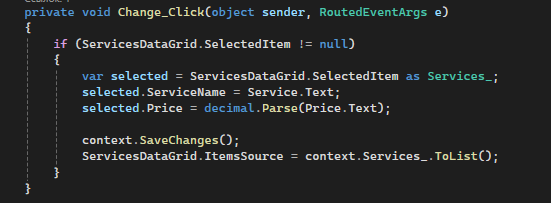 private void Change_Click(object sender, RoutedEventArgs e)
{
if (ServicesDataGrid.SelectedItem != null)
{
var selected = ServicesDataGrid.SelectedItem as Services_;
selected.ServiceName = Service.Text;
selected.Price = decimal.Parse(Price.Text);
context.SaveChanges();
ServicesDataGrid.ItemsSource = context.Services_.ToList();
}
}